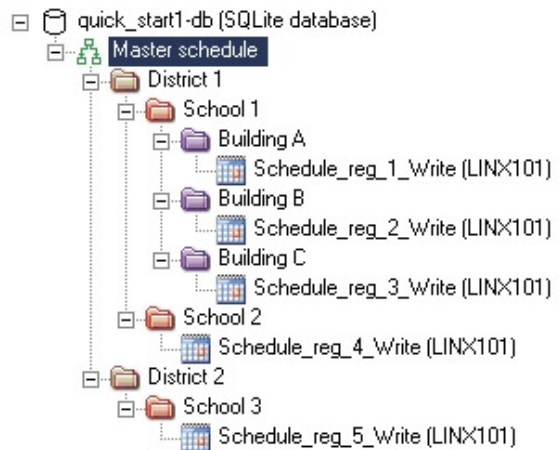 quick_start1-db (SQLite database)
Master schedule
District 1
School 1
Building A
Schedule_reg_1_Write (LINX101)
Building B
Schedule_reg_2_Write (LINX101)
Building C
Schedule_reg_3_Write (LINX101)
School 2
Schedule_reg_4_Write (LINX101)
District 2
School 3
Schedule_reg_5_Write (LINX101)